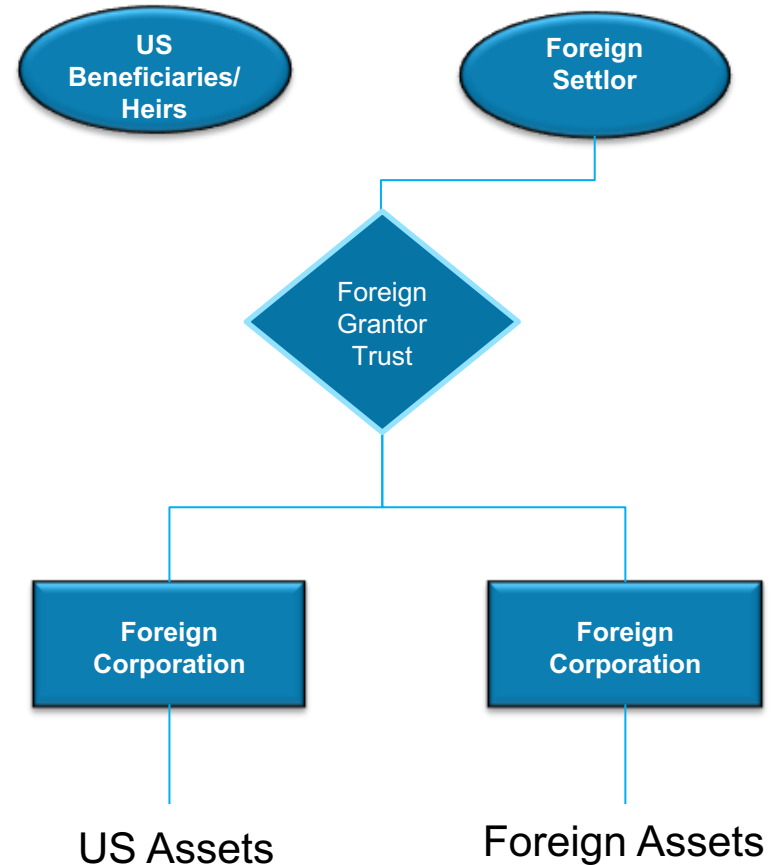 US
Beneficiaries/
Heirs
Foreign
Settlor
Foreign
Grantor
Trust
Foreign
Corporation
Foreign
Corporation
US Assets
Foreign Assets